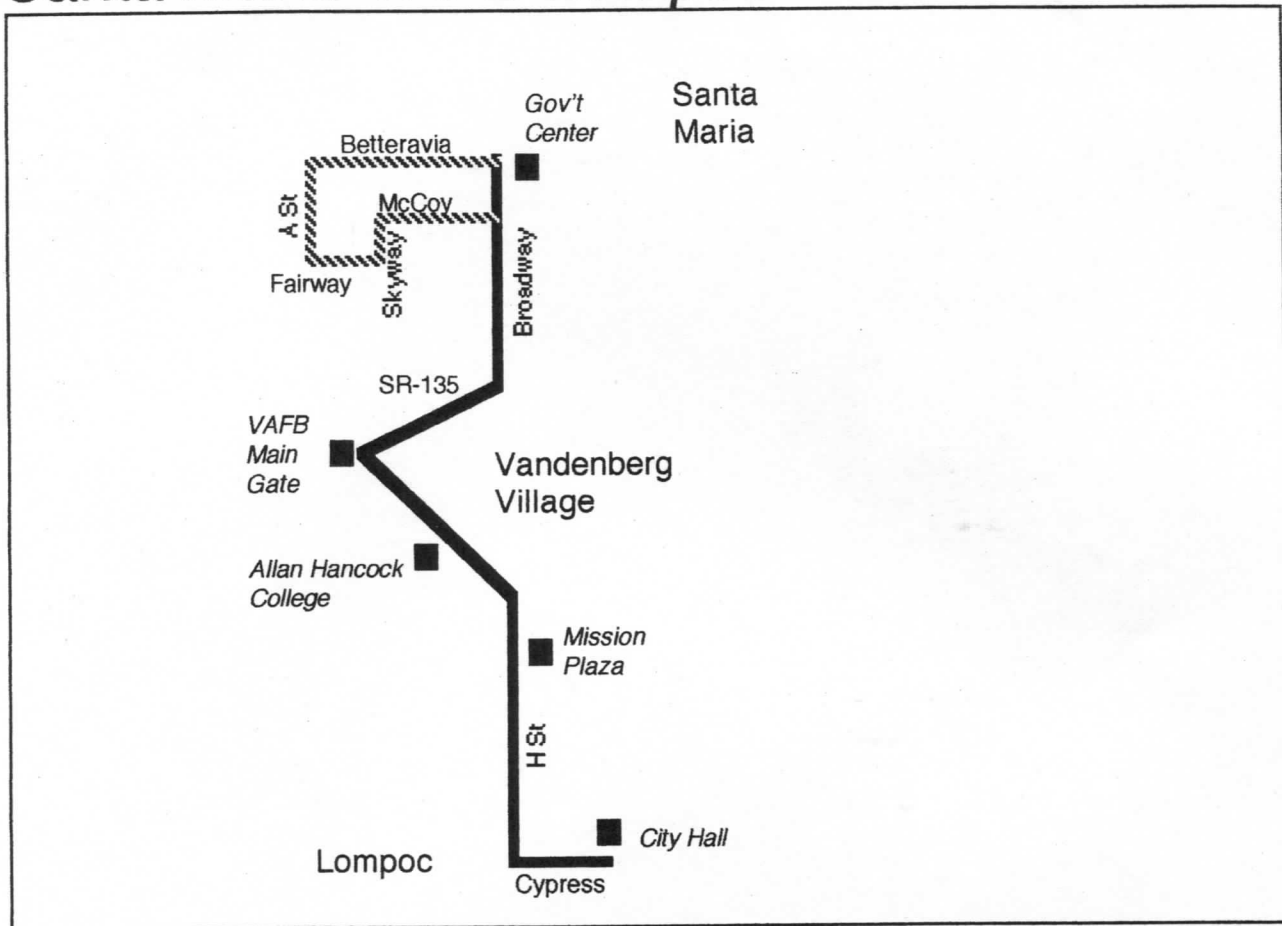 Santa
Maria
Gov't
Center
Betteravia
McCoy
A St
Skyway
Fairway
Broadway
SR-135
VAFB
Main
Gate
Vandenberg
Village
Allan Hancock
College
Mission
Plaza
H St
City Hall
Lompoc
Cypress